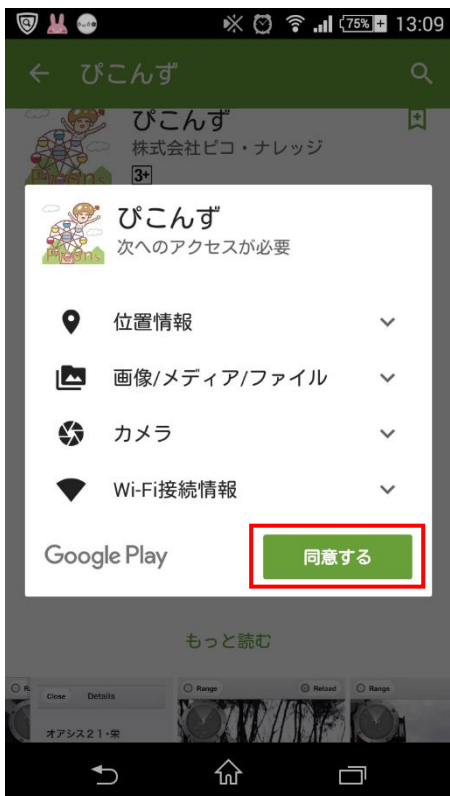 75% 13:09
ぴこんず
ぴこんず
株式会社ピコ・ナレッジ
3+
Picons
ぴこんず
次へのアクセスが必要
位置情報
画像/メディア/ファイル
カメラ
Wi-Fi接続情報
Google Play
同意する
もっと読む
Close Details
オアシス21・栄
Range Reload
Range